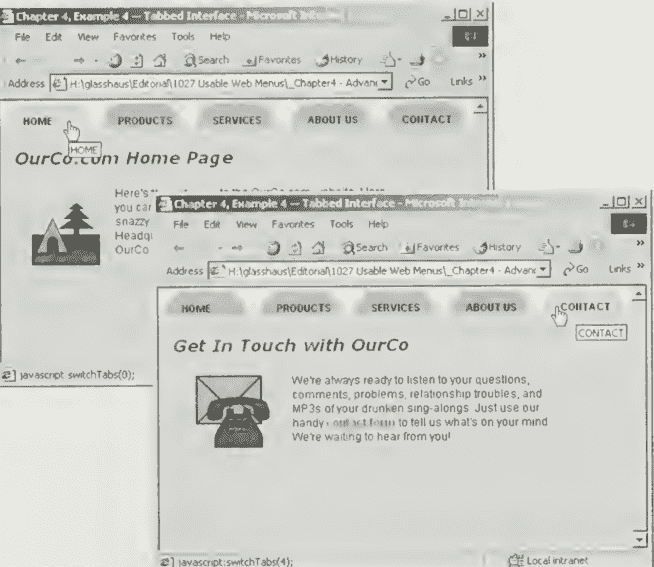 Chapter 4, Example 4 — Tabbed Interface - Microsoft
File Edit View Favorites Tools Help
Search Favorites History
Address H:\glasshaus\Editorial\1027 Usable Web Menus\_Chapter4 - Advan Go Links »
HOME PRODUCTS SERVICES ABOUT US CONTACT
HOME
OurCo.com Home Page
Here's
you car
snazzy
Headq
OurCo
javascript:switchTabs(0);
Chapter 4, Example 4 — Tabbed Interface - Microsoft
File Edit View Favorites Tools Help
Search Favorites History
Address H:\glasshaus\Editorial\1027 Usable Web Menus\_Chapter4 - Advan Go Links »
HOME PRODUCTS SERVICES ABOUT US CONTACT
CONTACT
Get In Touch with OurCo
We're always ready to listen to your questions,
comments, problems, relationship troubles, and
MP3s of your drunken sing-alongs. Just use our
handy contact form to tell us what's on your mind
We're waiting to hear from you!
javascript:switchTabs(4);
Local intranet